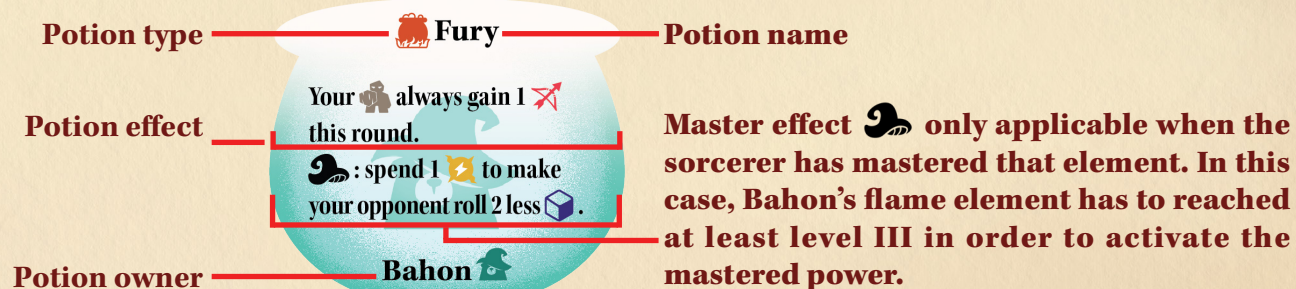 Potion type
Fury
Potion name
Potion effect
Your always gain 1
this round.
: spend 1 to make
your opponent roll 2 less .
Master effect only applicable when the
sorcerer has mastered that element. In this
case, Bahon's flame element has to reached
at least level III in order to activate the
mastered power.
Potion owner
Bahon